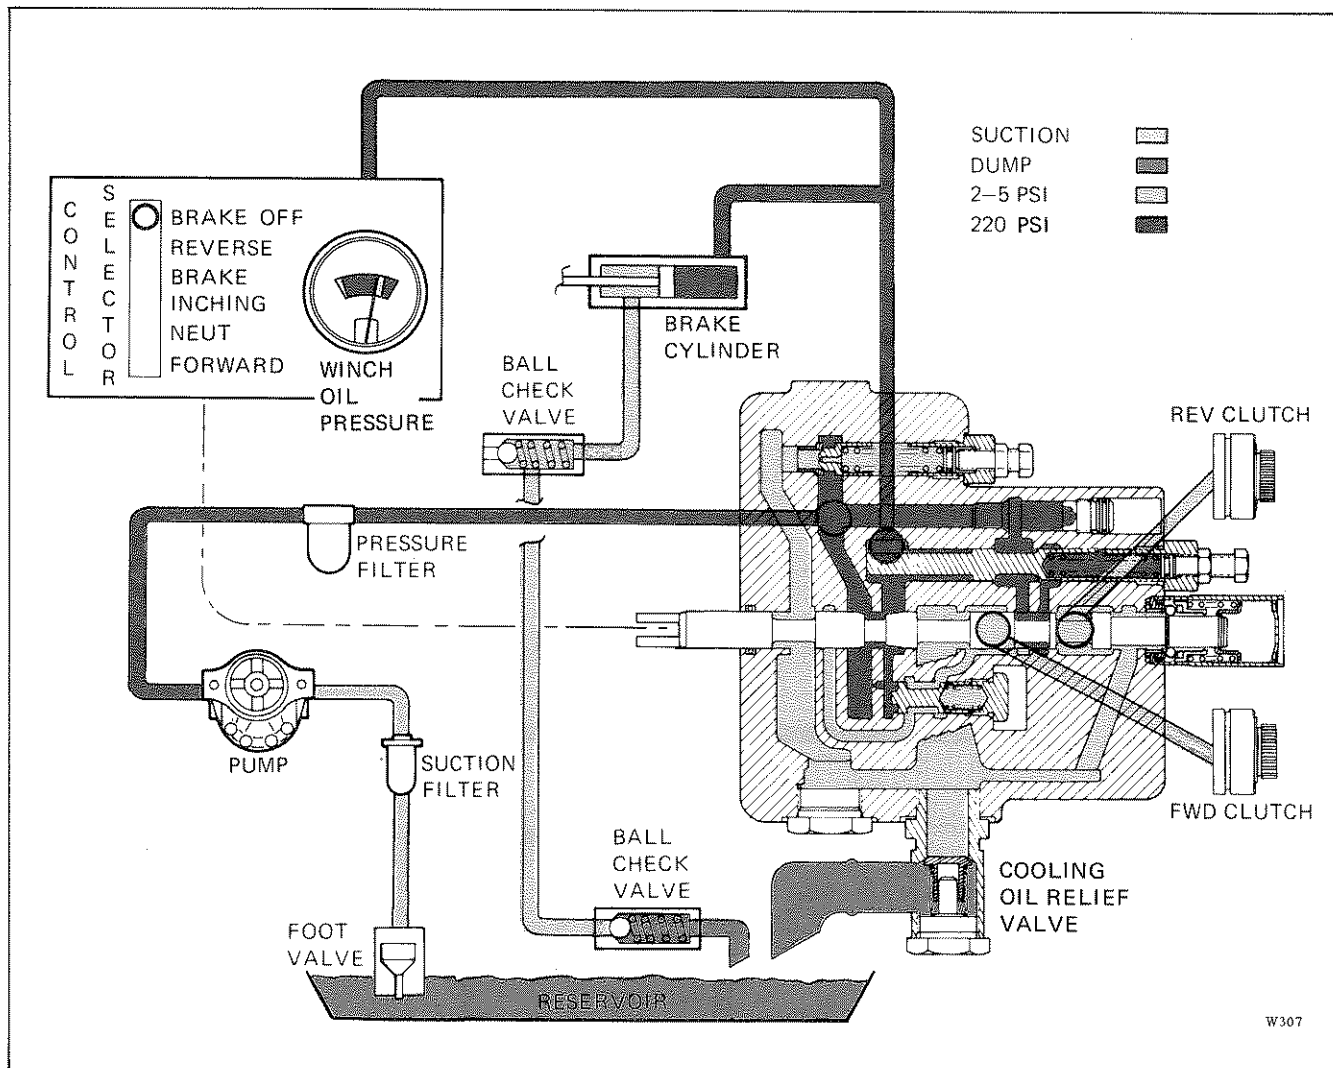 SUCTION
DUMP
2–5 PSI
220 PSI
CONTROL
SELECTOR
BRAKE OFF
REVERSE
BRAKE
INCHING
NEUT
FORWARD
WINCH
OIL
PRESSURE
BRAKE
CYLINDER
BALL
CHECK
VALVE
REV CLUTCH
PRESSURE
FILTER
PUMP
SUCTION
FILTER
FWD CLUTCH
BALL
CHECK
VALVE
COOLING
OIL RELIEF
VALVE
FOOT
VALVE
RESERVOIR
W307